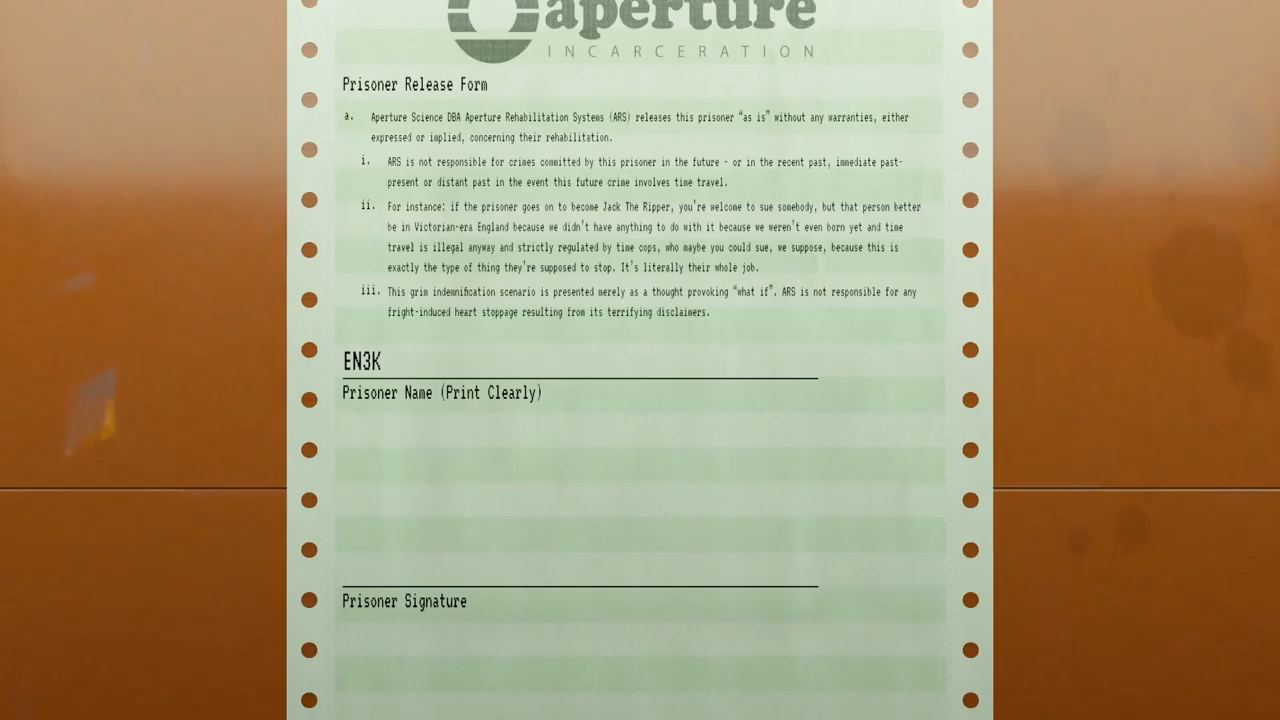 aperture
INCARCERATION
Prisoner Release Form
a. Aperture Science DBA Aperture Rehabilitation Systems (ARS) releases this prisoner “as is” without any warranties, either
expressed or implied, concerning their rehabilitation.
i. ARS is not responsible for crimes committed by this prisoner in the future - or in the recent past, immediate past-
present or distant past in the event this future crime involves time travel.
ii. For instance: if the prisoner goes on to become Jack The Ripper, you're welcome to sue somebody, but that person better
be in Victorian-era England because we didn't have anything to do with it because we weren't even born yet and time
travel is illegal anyway and strictly regulated by time cops, who maybe you could sue, we suppose, because this is
exactly the type of thing they're supposed to stop. It's literally their whole job.
iii. This grim indemnification scenario is presented merely as a thought provoking “what if”. ARS is not responsible for any
fright-induced heart stoppage resulting from its terrifying disclaimers.
EN3K
Prisoner Name (Print Clearly)
Prisoner Signature